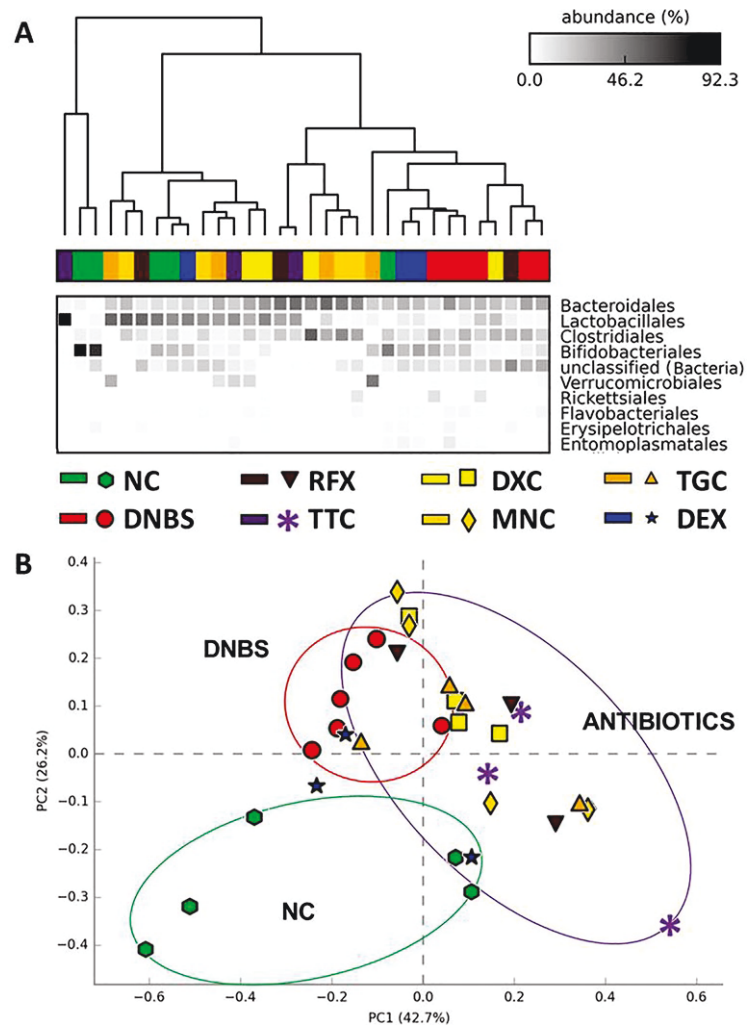 A
abundance (%)
0.0 46.2 92.3
Bacteroidales
Lactobacillales
Clostridiales
Bifidobacteriales
unclassified (Bacteria)
Verrucomicrobiales
Rickettsiales
Flavobacteriales
Erysipelotrichales
Entomoplasmatales
NC RFX DXC TGC
DNBS TTC MNC DEX
B
0.4
0.3
0.2
0.1
0.0
−0.1
−0.2
−0.3
−0.4
PC2 (26.2%)
DNBS
ANTIBIOTICS
NC
−0.6 −0.4 −0.2 0.0 0.2 0.4 0.6
PC1 (42.7%)